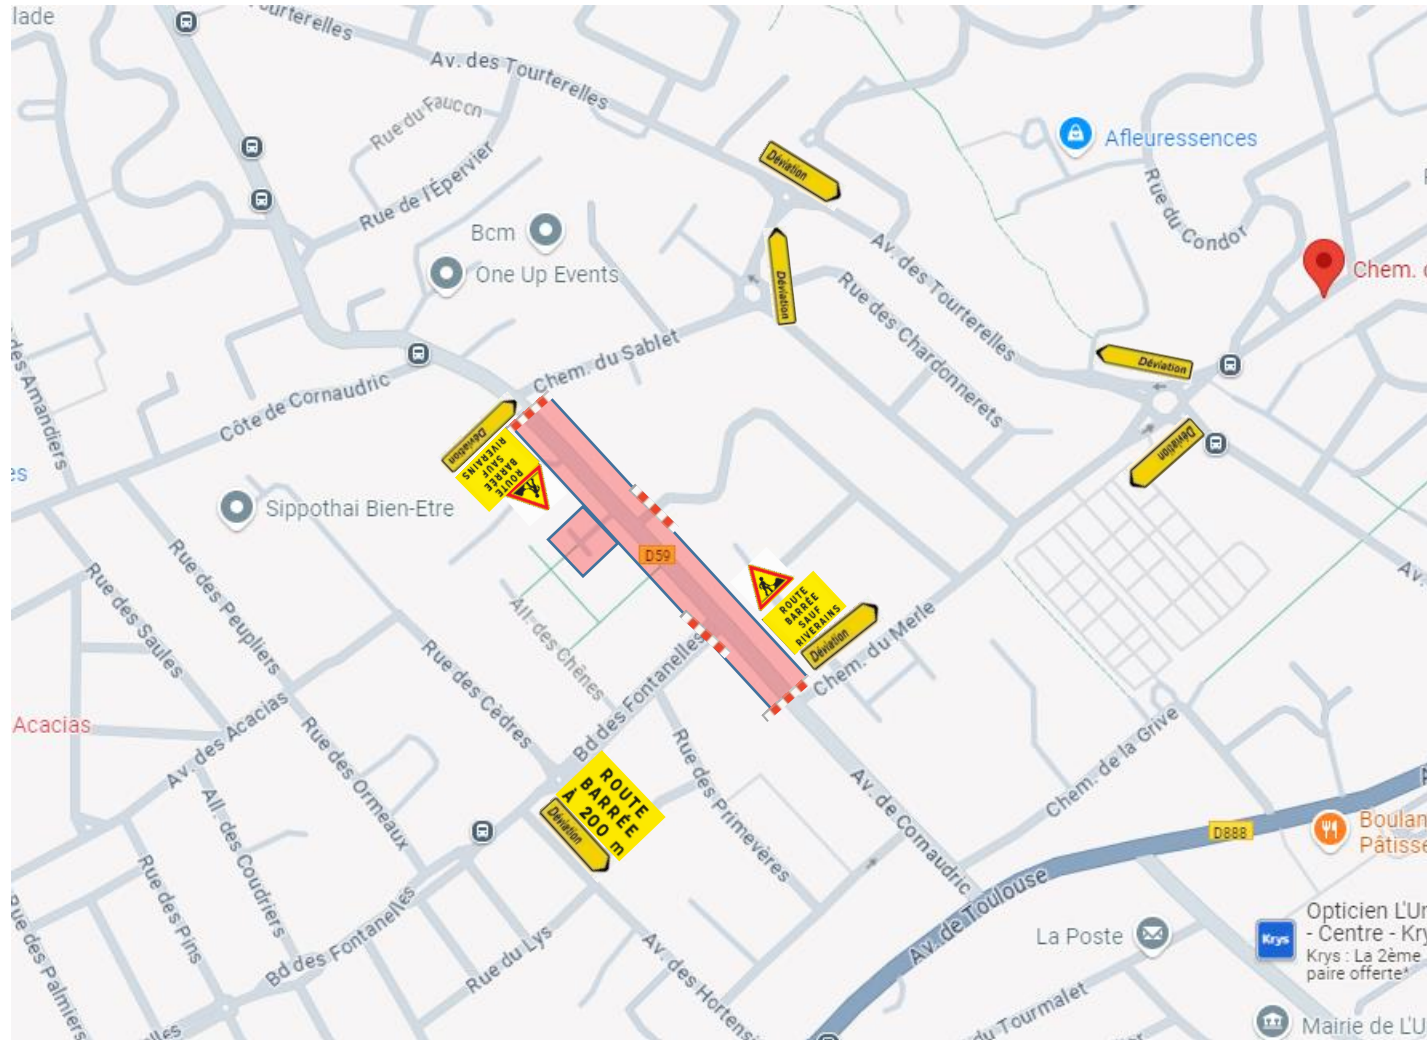 lade
ourterelles
Av. des Tourterelles
Rue du Faucon
Rue de l'Épervier
Déviation
Afleuressences
Rue du Condor
Bcm
One Up Events
Déviation
Av. des Tourterelles
Rue des Chardonnerets
Chem. d
Chem. du Sablet
Déviation
des Amandiers
Côte de Cornaudric
Déviation
ROUTE
BARRÉE
SAUF
RIVERAINS
Déviation
es
Sippothai Bien-Etre
D59
Rue des Saules
Rue des Peupliers
All. des Chênes
ROUTE
BARRÉE
SAUF
RIVERAINS
Déviation
Chem. du Merle
Av.
Rue des Cèdres
Bd des Fontanelles
Acacias
Av. des Acacias
Rue des Ormeaux
Rue des Primevères
Chem. de la Grive
ROUTE
BARRÉE
À 200 m
Déviation
All. des Coudriers
Rue des Pins
Av. de Cornaudric
D888
Boulan
Pâtisse
Av. de Toulouse
Rue des Palmiers
Bd des Fontanelles
Rue du Lys
Av. des Hortensi
La Poste
Krys
Opticien L'Un
- Centre - Kry
Krys : La 2ème
paire offerte*
elles
du Tourmalet
Mairie de L'U